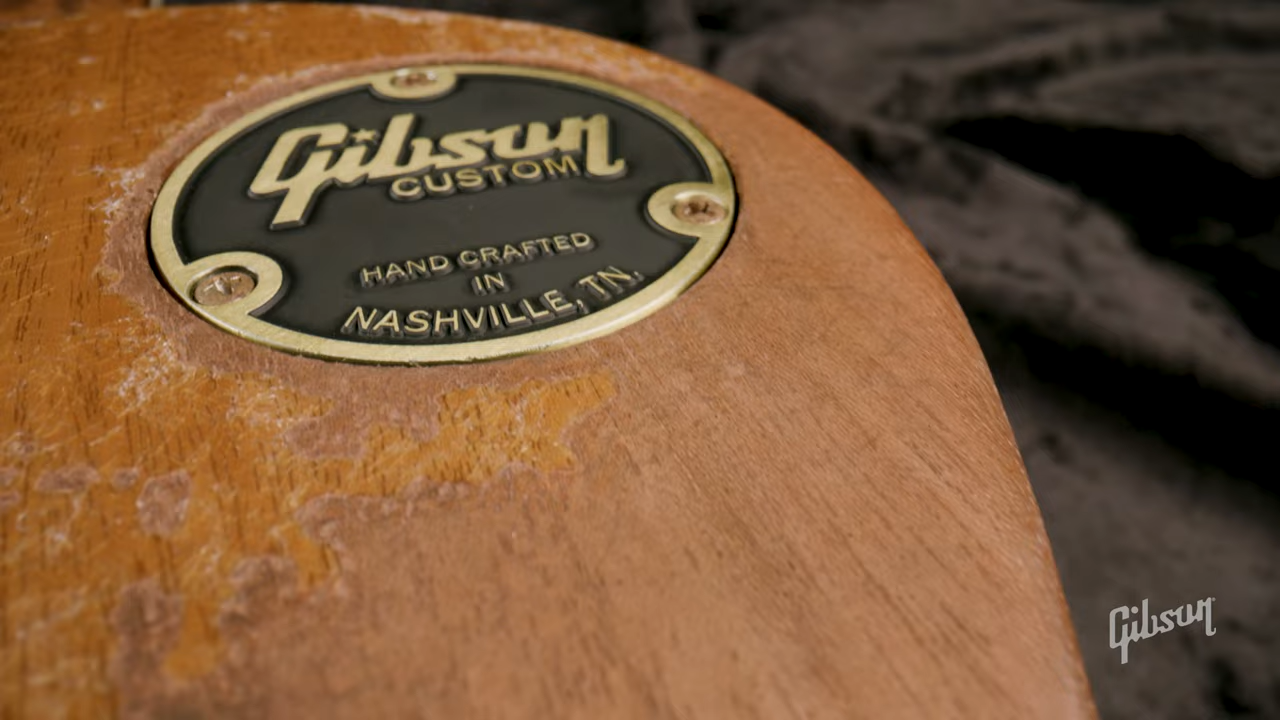 Gibson
CUSTOM
HAND CRAFTED
IN
NASHVILLE, TN.
Gibson